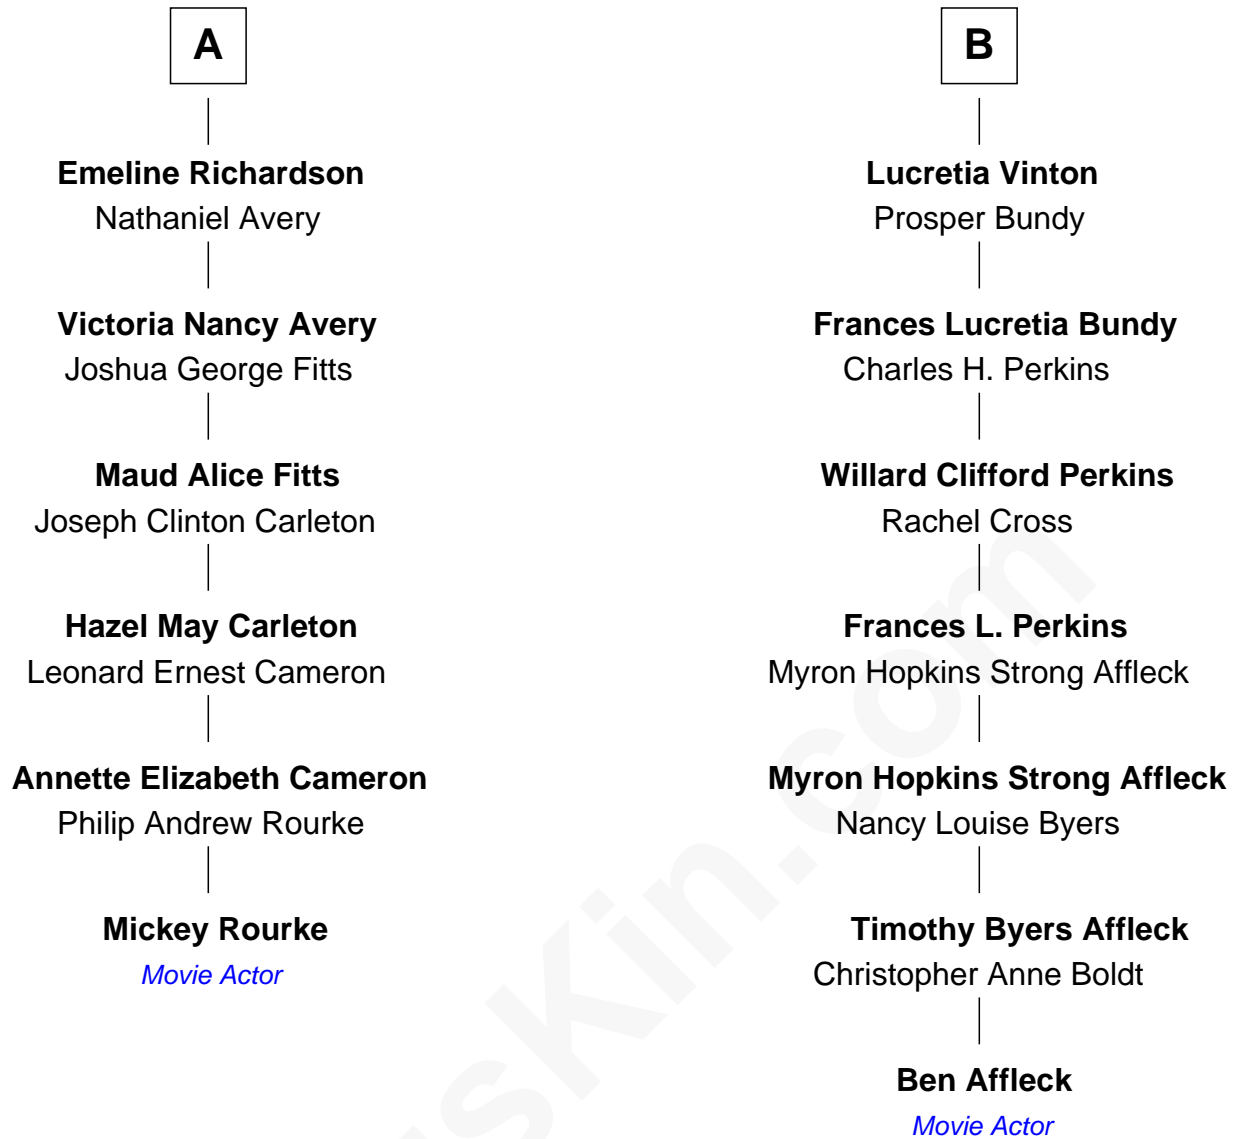 A
Emeline Richardson
Nathaniel Avery
Victoria Nancy Avery
Joshua George Fitts
Maud Alice Fitts
Joseph Clinton Carleton
Hazel May Carleton
Leonard Ernest Cameron
Annette Elizabeth Cameron
Philip Andrew Rourke
Mickey Rourke
Movie Actor
B
Lucretia Vinton
Prosper Bundy
Frances Lucretia Bundy
Charles H. Perkins
Willard Clifford Perkins
Rachel Cross
Frances L. Perkins
Myron Hopkins Strong Affleck
Myron Hopkins Strong Affleck
Nancy Louise Byers
Timothy Byers Affleck
Christopher Anne Boldt
Ben Affleck
Movie Actor
sKin.com